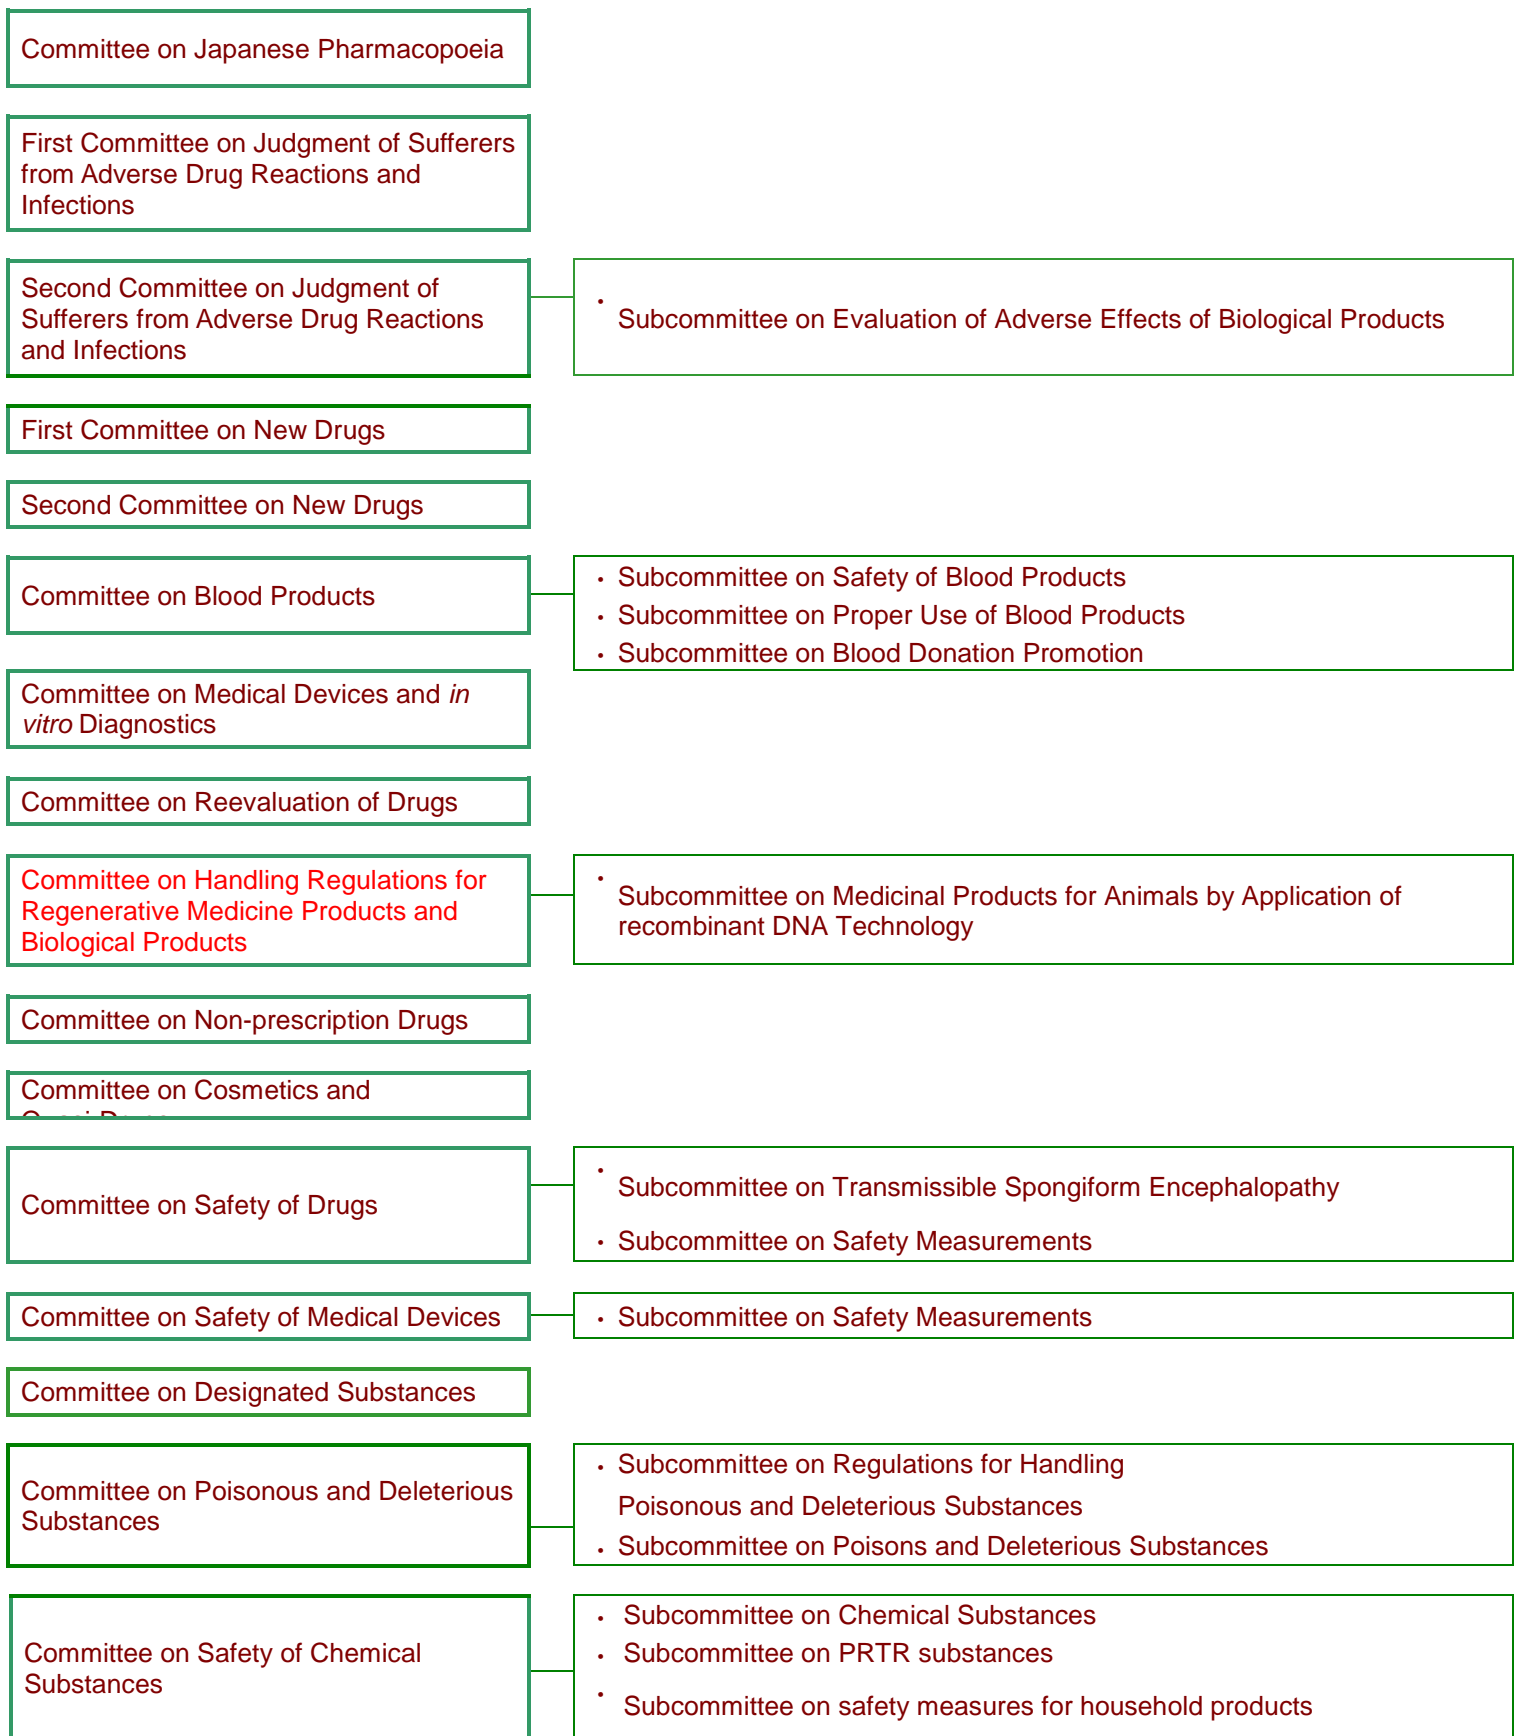 Committee on Japanese Pharmacopoeia
First Committee on Judgment of Sufferers
from Adverse Drug Reactions and
Infections
Second Committee on Judgment of
Sufferers from Adverse Drug Reactions
and Infections
• Subcommittee on Evaluation of Adverse Effects of Biological Products
First Committee on New Drugs
Second Committee on New Drugs
Committee on Blood Products
• Subcommittee on Safety of Blood Products
• Subcommittee on Proper Use of Blood Products
• Subcommittee on Blood Donation Promotion
Committee on Medical Devices and in
vitro Diagnostics
Committee on Reevaluation of Drugs
Committee on Handling Regulations for
Regenerative Medicine Products and
Biological Products
• Subcommittee on Medicinal Products for Animals by Application of
recombinant DNA Technology
Committee on Non-prescription Drugs
Committee on Cosmetics and
Committee on Safety of Drugs
• Subcommittee on Transmissible Spongiform Encephalopathy
• Subcommittee on Safety Measurements
Committee on Safety of Medical Devices
• Subcommittee on Safety Measurements
Committee on Designated Substances
Committee on Poisonous and Deleterious
Substances
• Subcommittee on Regulations for Handling
Poisonous and Deleterious Substances
• Subcommittee on Poisons and Deleterious Substances
Committee on Safety of Chemical
Substances
• Subcommittee on Chemical Substances
• Subcommittee on PRTR substances
• Subcommittee on safety measures for household products